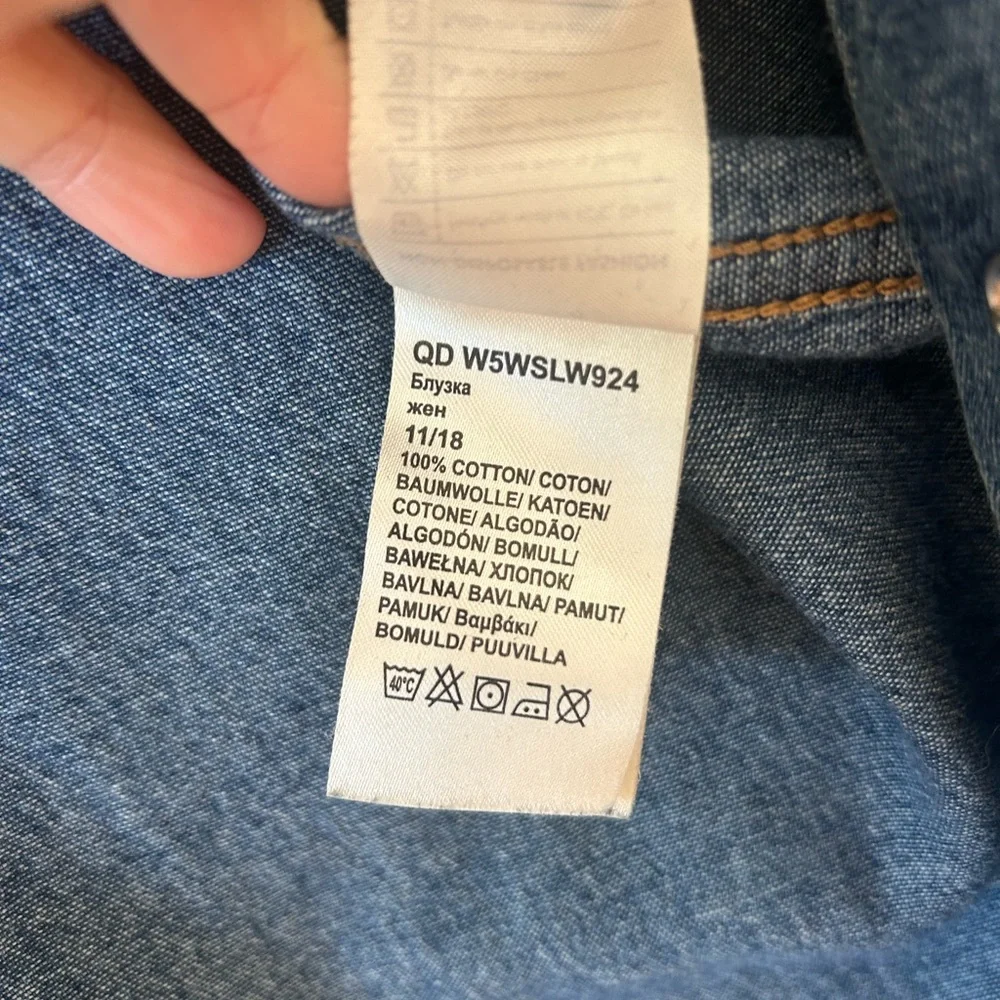 QD W5WSLW924
Блузка
жен
11/18
100% COTTON/ COTON/
BAUMWOLLE/ KATOEN/
COTONE/ ALGODÃO/
ALGODÓN/ BOMULL/
BAWEŁNA/ ХЛОПОК/
BAVLNA/ BAVLNA/ PAMUT/
PAMUK/ Βαμβάκι/
BOMULD/ PUUVILLA
40°C